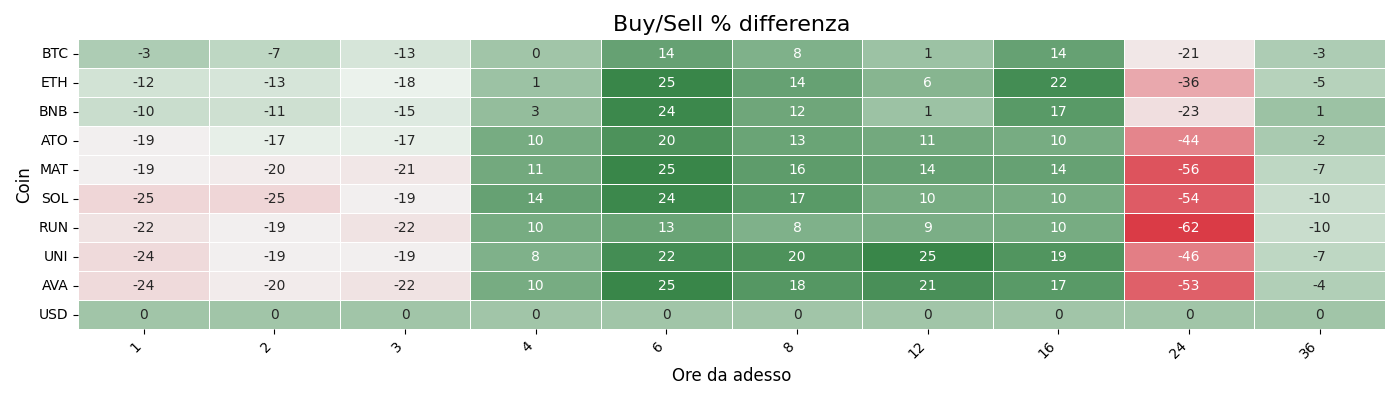 Buy/Sell % differenza
Coin
BTC -3 -7 -13 0 14 8 1 14 -21 -3
ETH -12 -13 -18 1 25 14 6 22 -36 -5
BNB -10 -11 -15 3 24 12 1 17 -23 1
ATO -19 -17 -17 10 20 13 11 10 -44 -2
MAT -19 -20 -21 11 25 16 14 14 -56 -7
SOL -25 -25 -19 14 24 17 10 10 -54 -10
RUN -22 -19 -22 10 13 8 9 10 -62 -10
UNI -24 -19 -19 8 22 20 25 19 -46 -7
AVA -24 -20 -22 10 25 18 21 17 -53 -4
USD 0 0 0 0 0 0 0 0 0 0
1 2 3 4 6 8 12 16 24 36
Ore da adesso